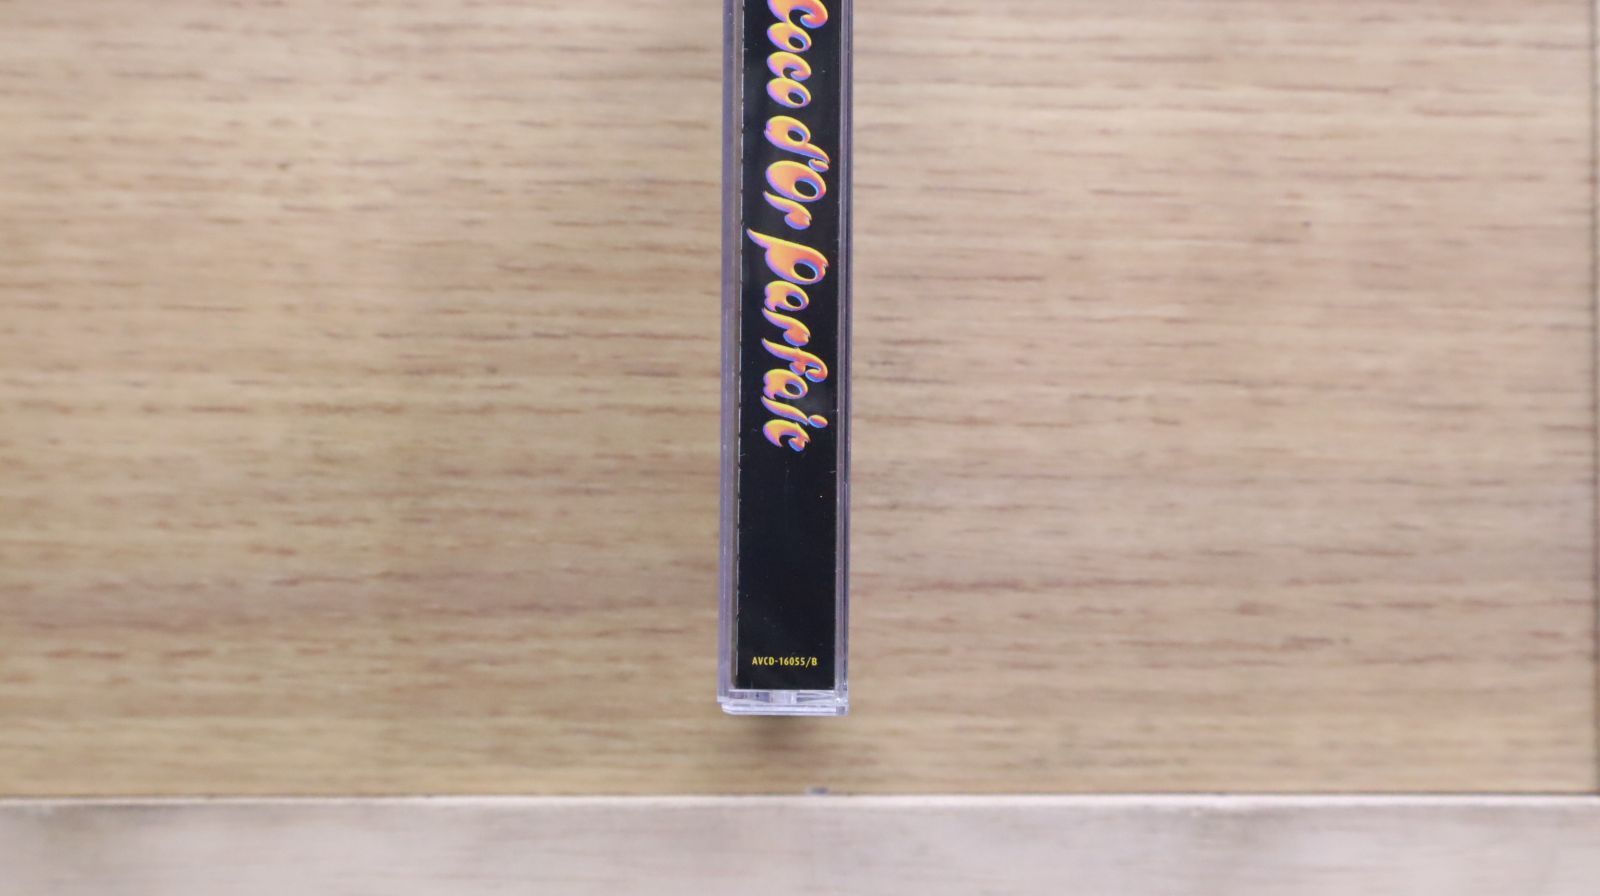 Coco d'Or parfait
AVCD-16055/B